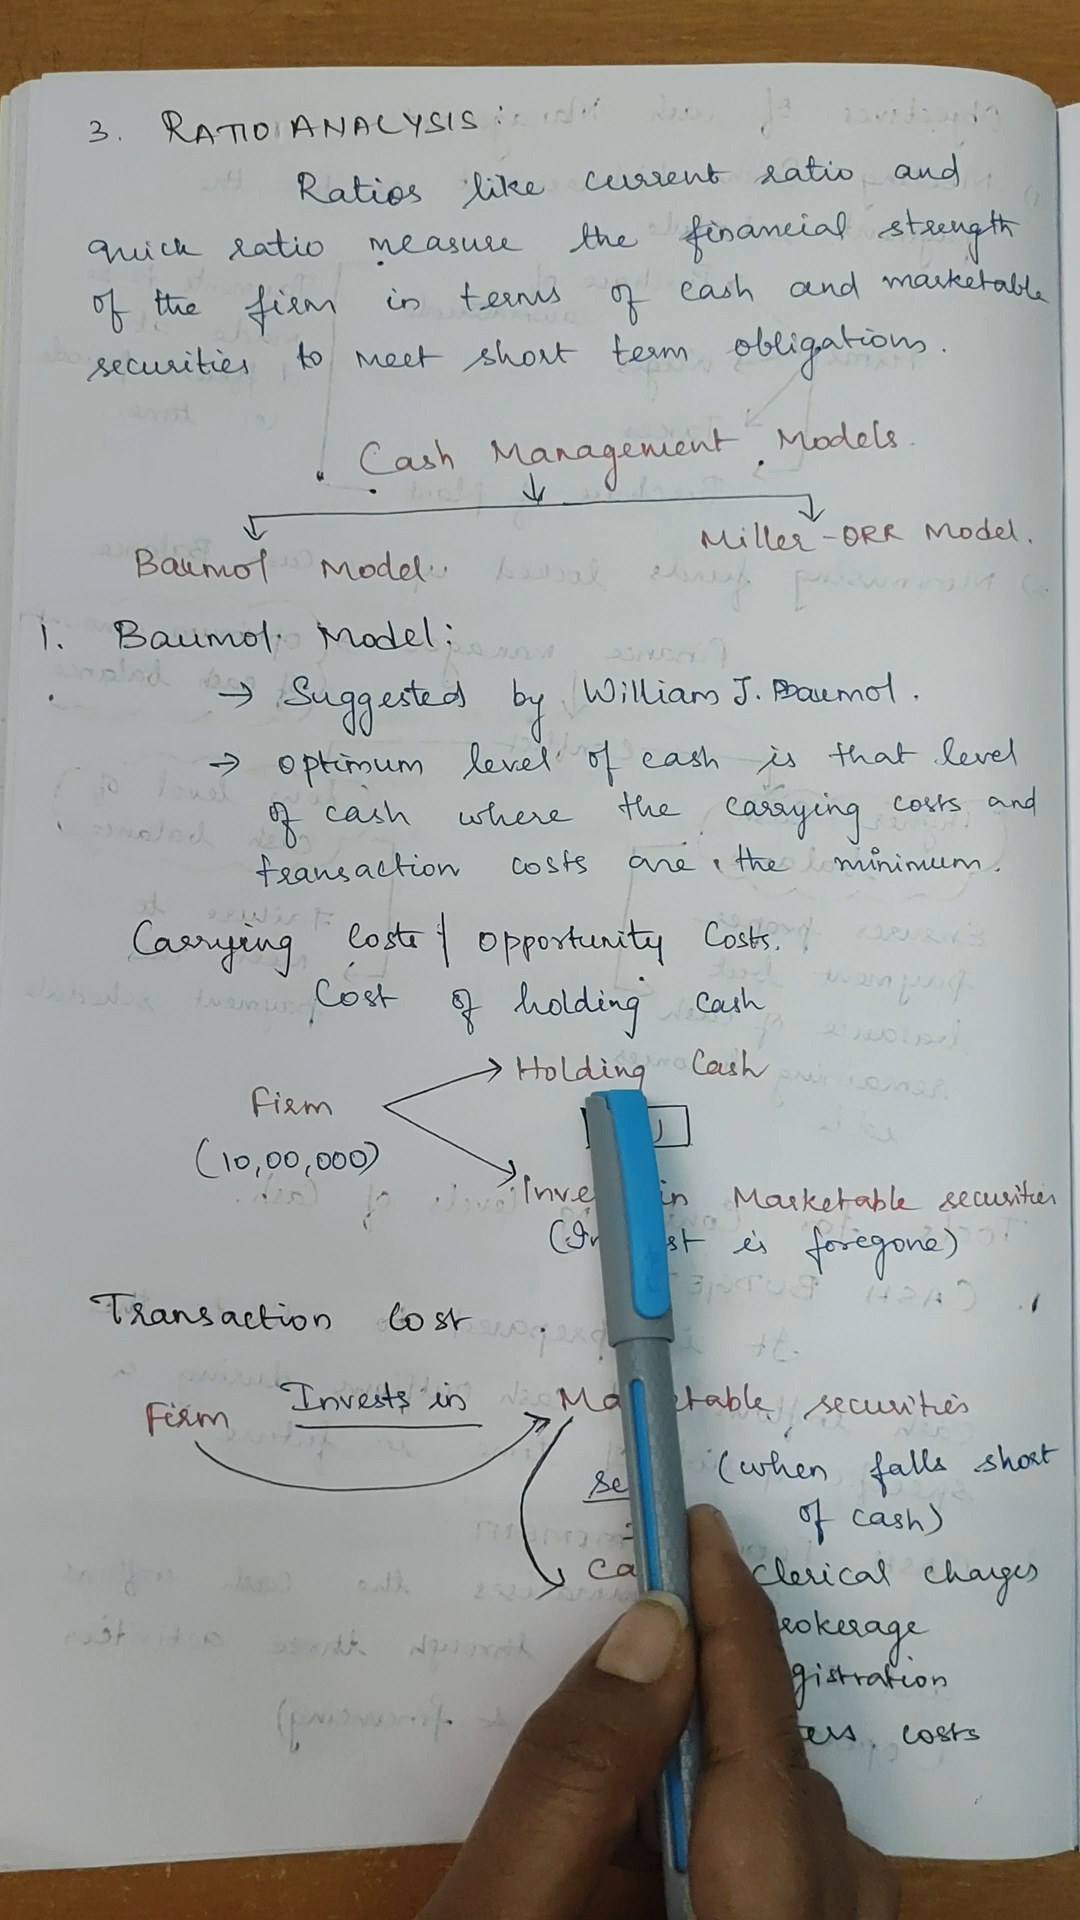 3. RATIO ANALYSIS:
Ratios like current ratio and
quick ratio measure the financial strength
of the firm in terms of cash and marketable
securities to meet short term obligations.
Cash Management Models.
Baumol Model. Miller-ORR Model.
1. Baumol Model:
→ Suggested by William J. Baumol.
→ optimum level of cash is that level
of cash where the carrying costs and
transaction costs are the minimum.
Carrying Costs / opportunity Costs.
Cost of holding cash
Holding Cash
Firm
(10,00,000)
in Marketable securities
is foregone)
Transaction Cost
Firm Invests in securities
(when falls short
of cash)
clerical charges
costs